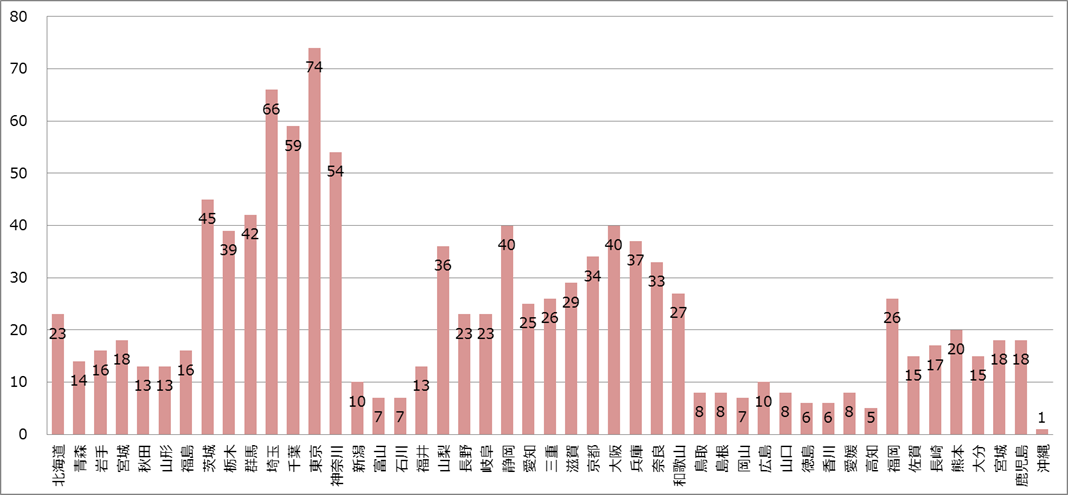 80
70
60
50
40
30
20
10
0
23
14
16
18
13
13
16
45
39
42
66
59
74
54
10
7
7
13
36
23
23
40
25
26
29
34
40
37
33
27
8
8
7
10
8
6
6
8
5
26
15
17
20
15
18
18
1
北海道
青森
岩手
宮城
秋田
山形
福島
茨城
栃木
群馬
埼玉
千葉
東京
神奈川
新潟
富山
石川
福井
山梨
長野
岐阜
静岡
愛知
三重
滋賀
京都
大阪
兵庫
奈良
和歌山
鳥取
島根
岡山
広島
山口
徳島
香川
愛媛
高知
福岡
佐賀
長崎
熊本
大分
宮城
鹿児島
沖縄